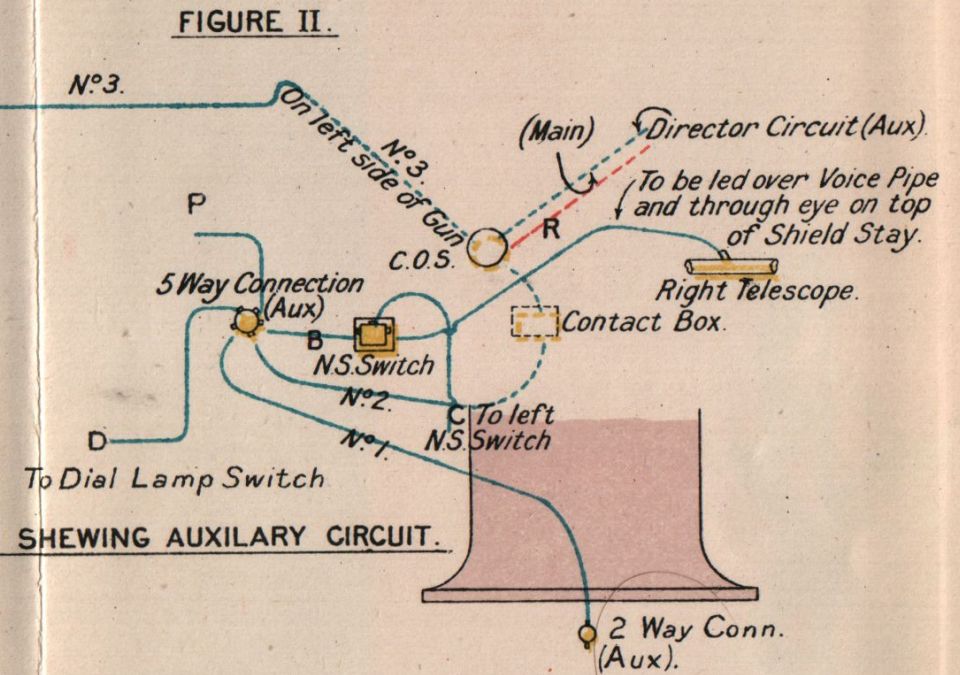 FIGURE II.
Nº3.
On left side of Gun
Nº3.
(Main)
Director Circuit (Aux).
To be led over Voice Pipe
and through eye on top
of Shield Stay.
P
R
C.O.S.
Right Telescope.
5 Way Connection
(Aux)
Contact Box.
B
N.S. Switch
Nº2.
C To left
N.S. Switch
Nº1.
D
To Dial Lamp Switch
SHEWING AUXILARY CIRCUIT.
2 Way Conn.
(Aux).